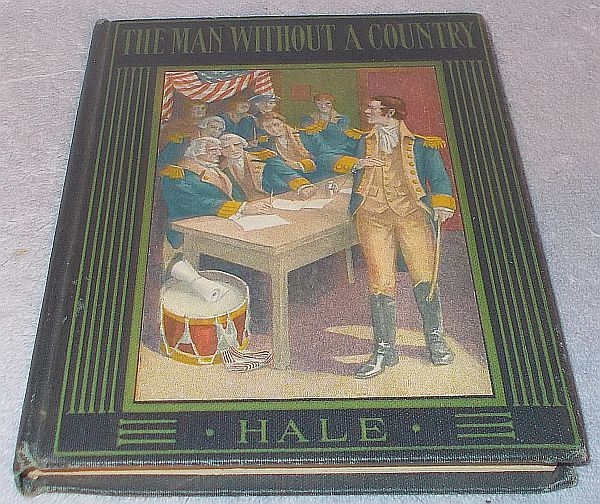 THE MAN WITHOUT A COUNTRY
· HALE ·